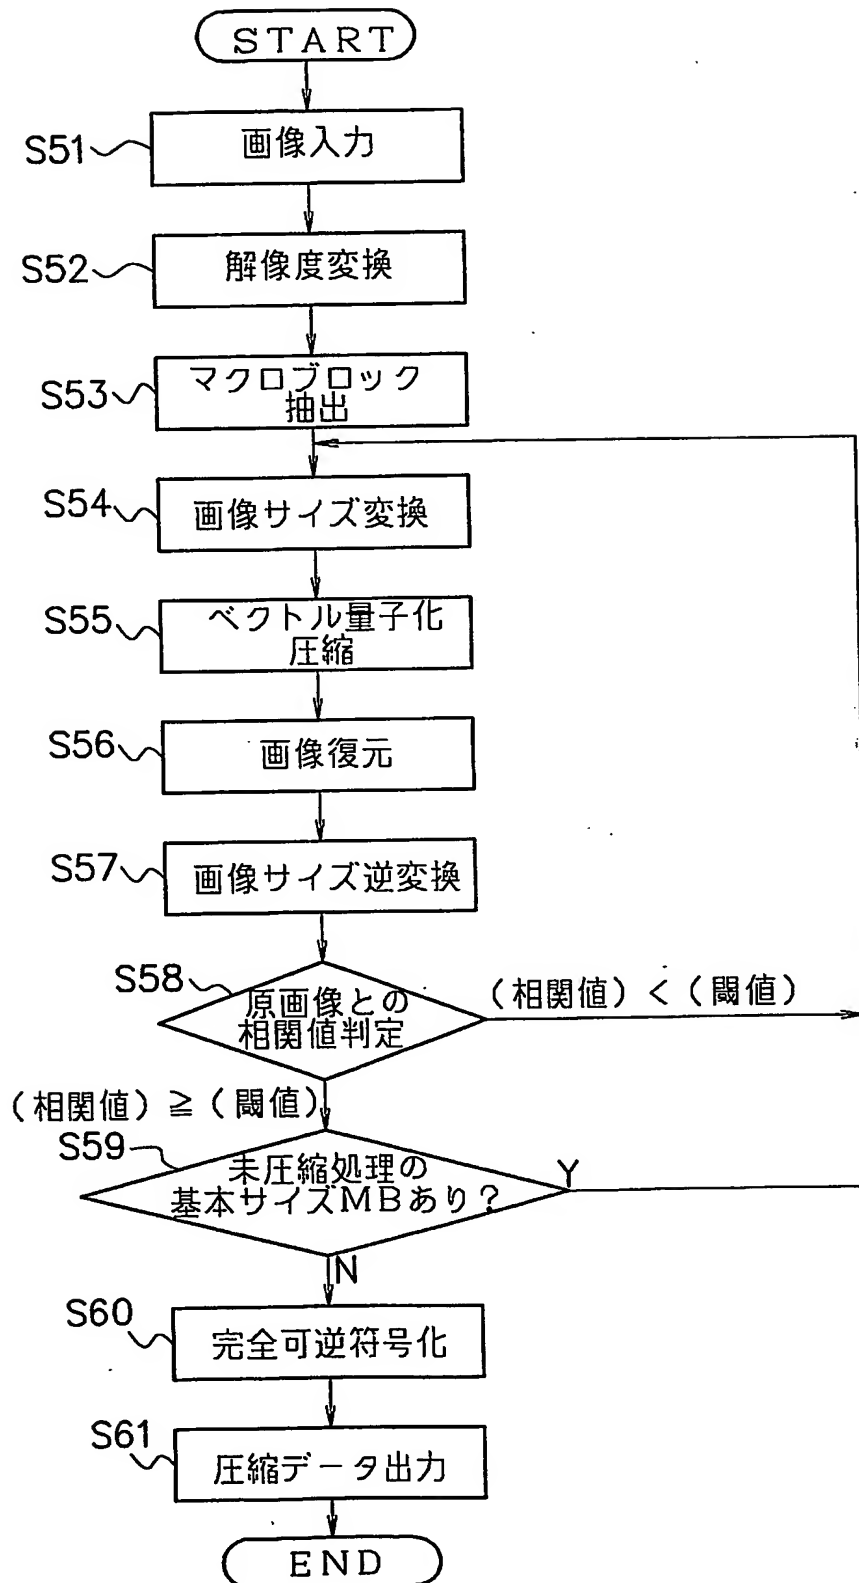 START
S51
画像入力
S52
解像度変換
S53
マクロブロック
抽出
S54
画像サイズ変換
S55
ベクトル量子化
圧縮
S56
画像復元
S57
画像サイズ逆変換
S58
原画像との
相関値判定
(相関値)<(閾値)
(相関値)≧(閾値)
S59
未圧縮処理の
基本サイズMBあり?
Y
N
S60
完全可逆符号化
S61
圧縮データ出力
END